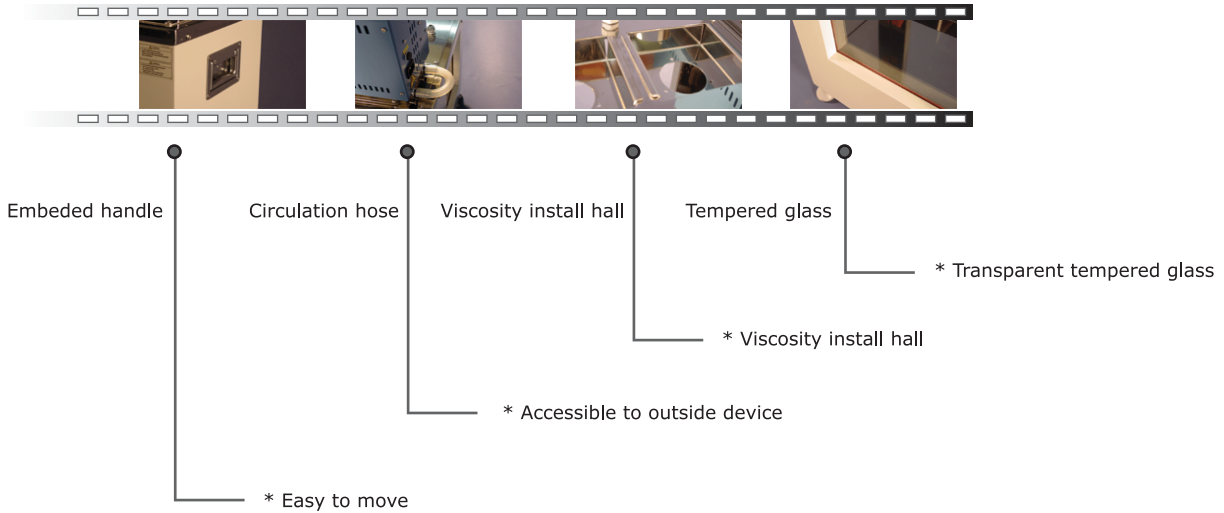 Embeded handle
Circulation hose
Viscosity install hall
Tempered glass
* Transparent tempered glass
* Viscosity install hall
* Accessible to outside device
* Easy to move